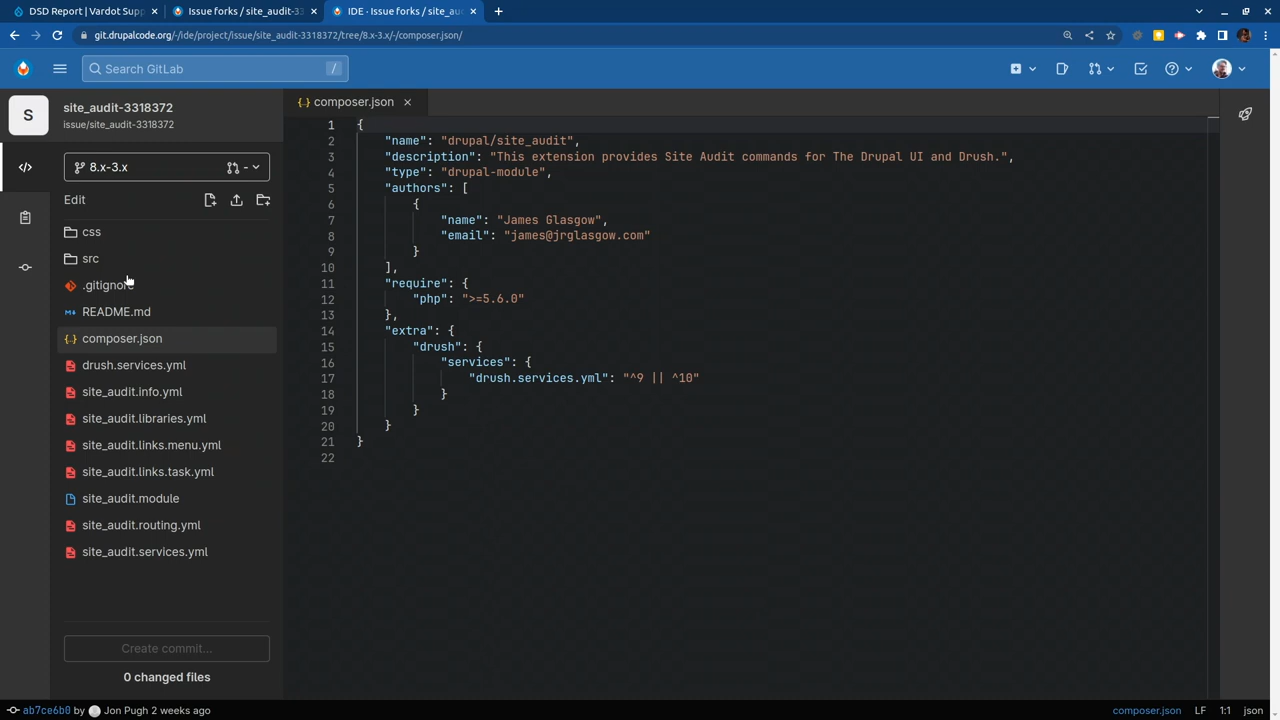 DSD Report | Vardot Supp
Issue forks / site_audit-33
IDE · Issue forks / site_au
git.drupalcode.org/-/ide/project/issue/site_audit-3318372/tree/8.x-3.x/-/composer.json/
Search GitLab
/
S
site_audit-3318372
issue/site_audit-3318372
8.x-3.x
-
Edit
css
src
.gitignore
README.md
composer.json
drush.services.yml
site_audit.info.yml
site_audit.libraries.yml
site_audit.links.menu.yml
site_audit.links.task.yml
site_audit.module
site_audit.routing.yml
site_audit.services.yml
Create commit...
0 changed files
composer.json
1 {
2 "name": "drupal/site_audit",
3 "description": "This extension provides Site Audit commands for The Drupal UI and Drush.",
4 "type": "drupal-module",
5 "authors": [
6 {
7 "name": "James Glasgow",
8 "email": "james@jrglasgow.com"
9 }
10 ],
11 "require": {
12 "php": ">=5.6.0"
13 },
14 "extra": {
15 "drush": {
16 "services": {
17 "drush.services.yml": "^9 || ^10"
18 }
19 }
20 }
21 }
22
ab7ce6b0 by Jon Pugh 2 weeks ago
composer.json LF 1:1 json